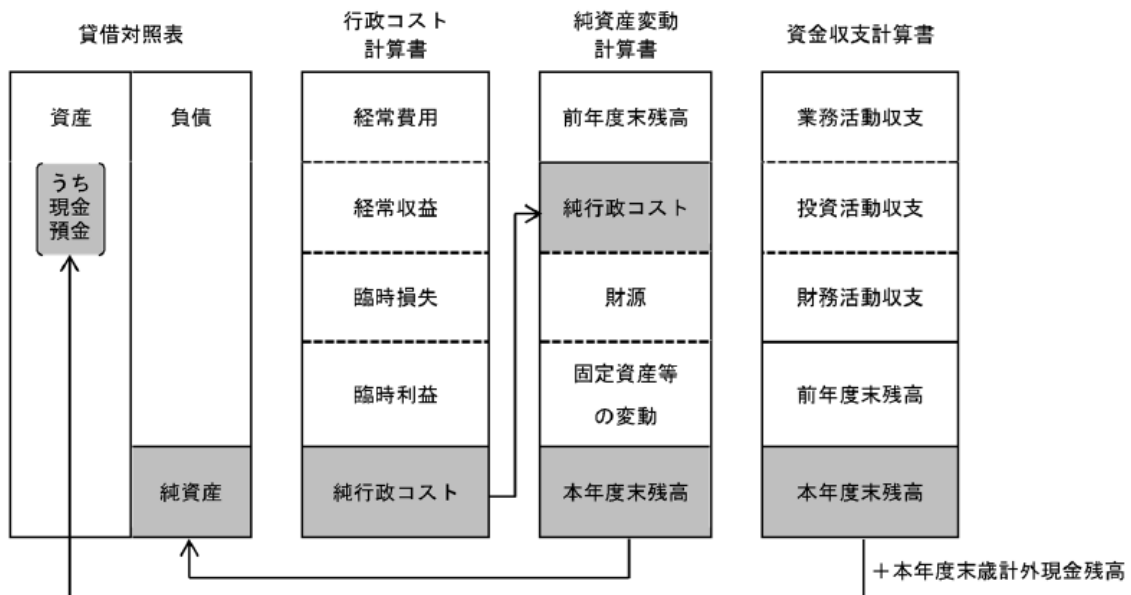 貸借対照表
行政コスト
計算書
純資産変動
計算書
資金収支計算書
資産
負債
うち
現金
預金
純資産
経常費用
経常収益
臨時損失
臨時利益
純行政コスト
前年度末残高
純行政コスト
財源
固定資産等
の変動
本年度末残高
業務活動収支
投資活動収支
財務活動収支
前年度末残高
本年度末残高
＋本年度末歳計外現金残高